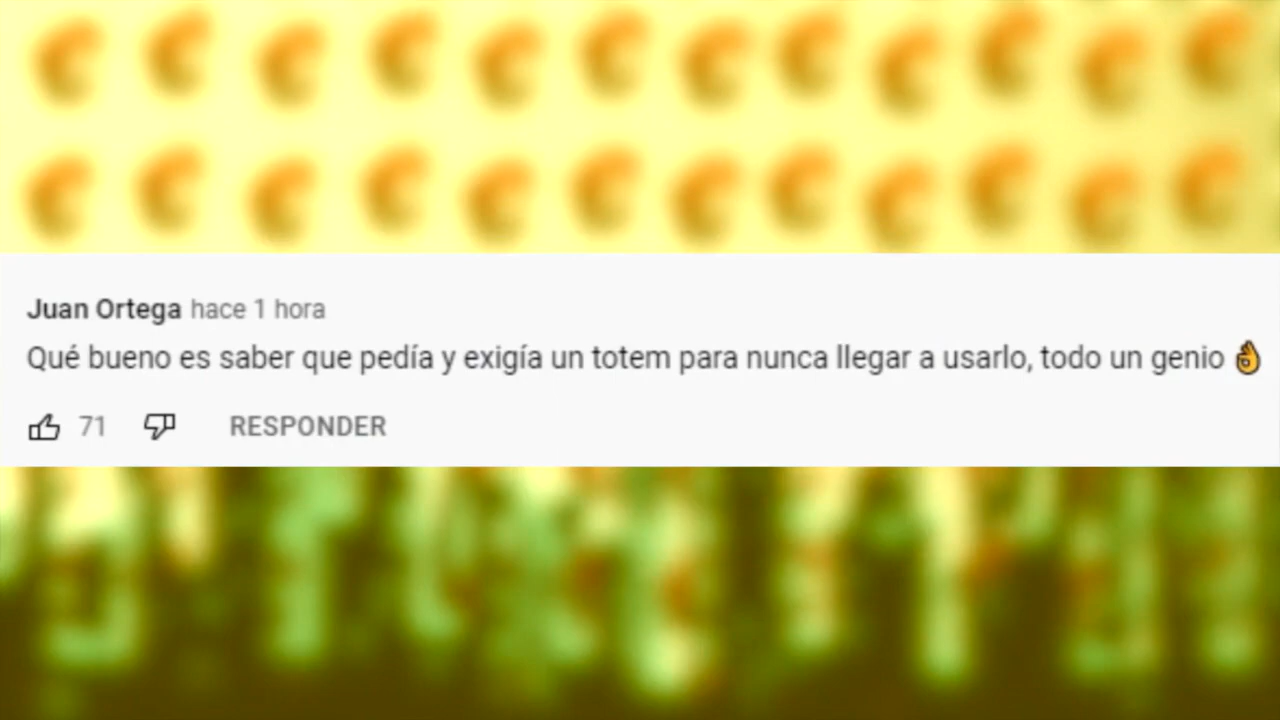 Juan Ortega hace 1 hora
Qué bueno es saber que pedía y exigía un totem para nunca llegar a usarlo, todo un genio 👌
71 RESPONDER